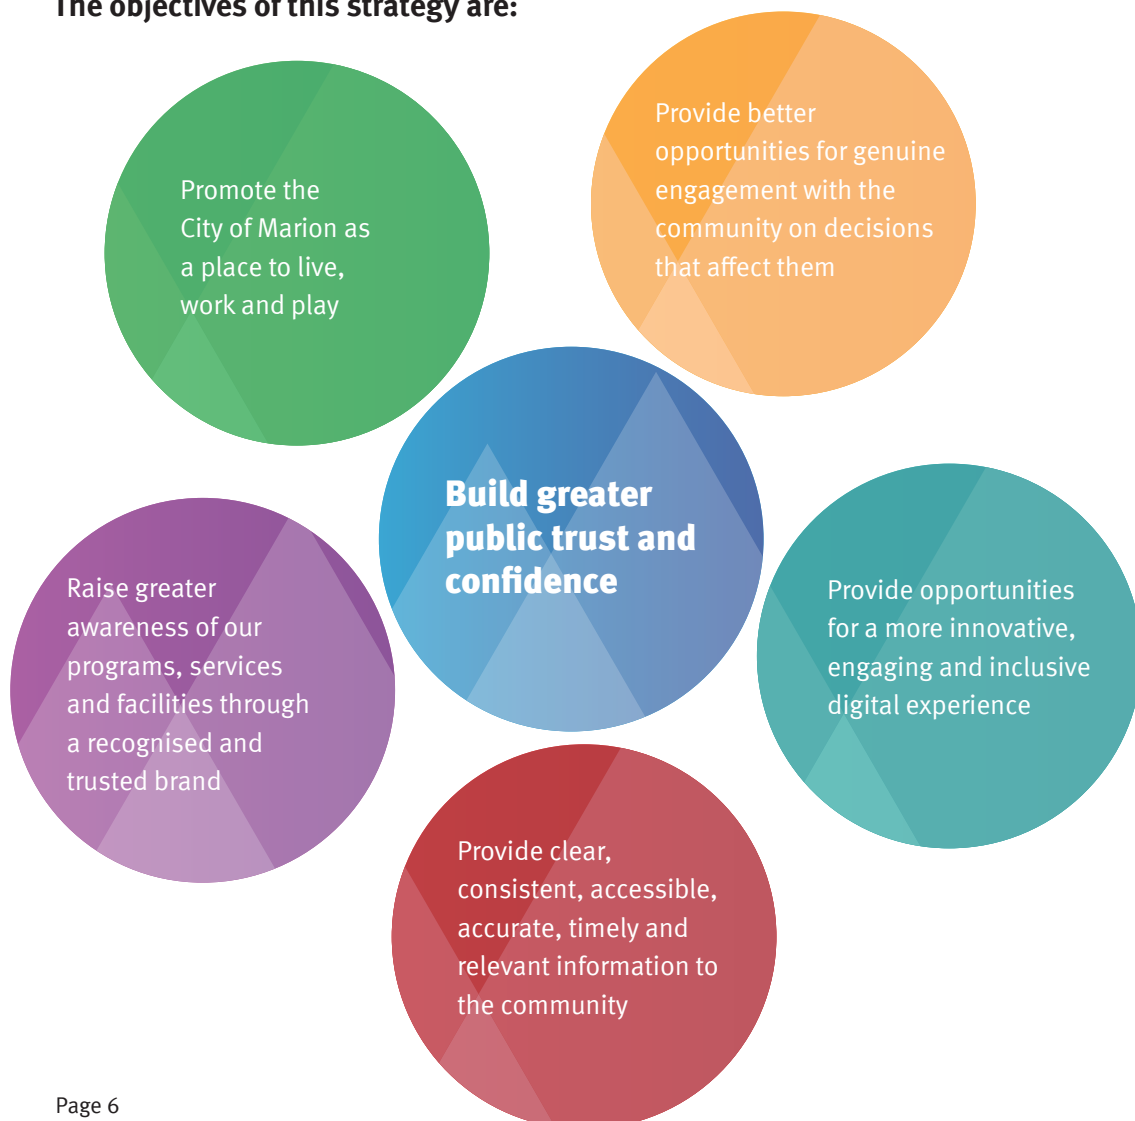 The objectives of this strategy are:
Promote the
City of Marion as
a place to live,
work and play
Provide better
opportunities for genuine
engagement with the
community on decisions
that affect them
Build greater
public trust and
confidence
Raise greater
awareness of our
programs, services
and facilities through
a recognised and
trusted brand
Provide opportunities
for a more innovative,
engaging and inclusive
digital experience
Provide clear,
consistent, accessible,
accurate, timely and
relevant information to
the community
Page 6